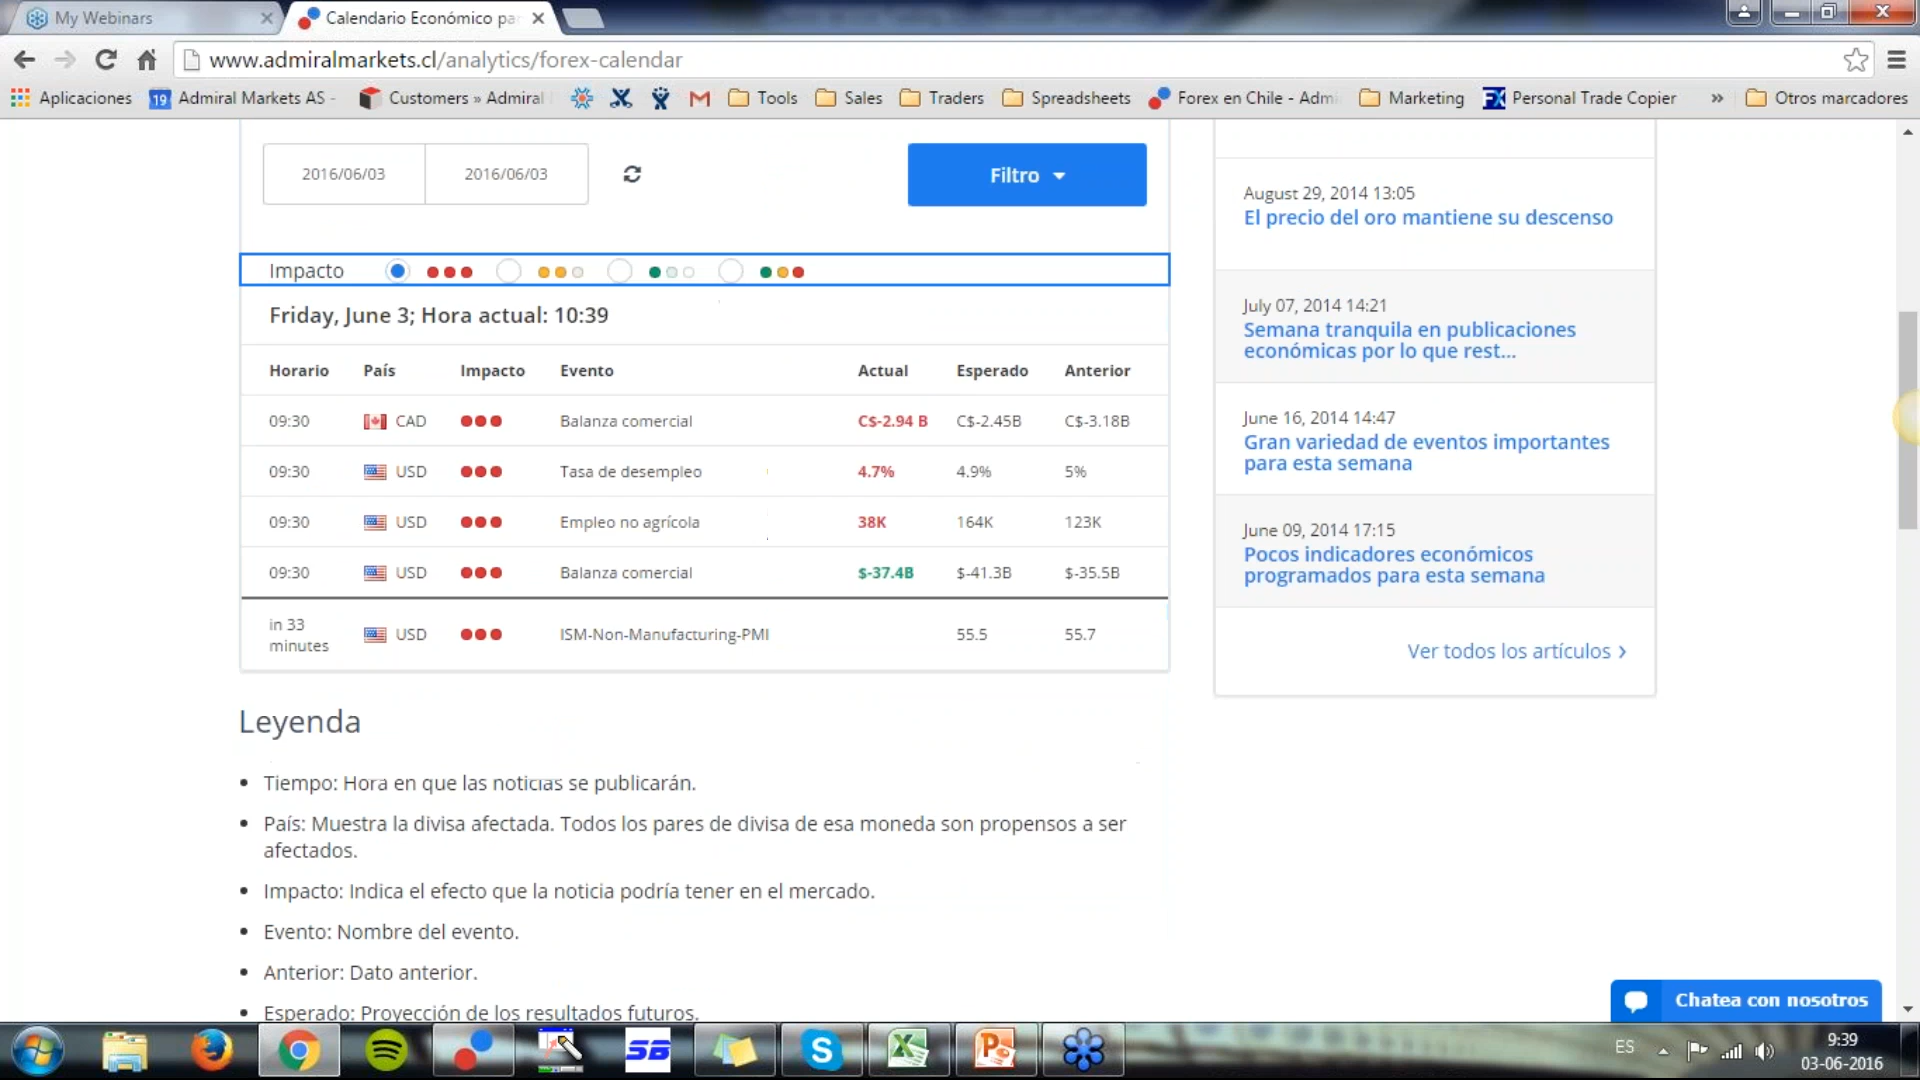 My Webinars
Calendario Económico pa
www.admiralmarkets.cl/analytics/forex-calendar
Aplicaciones
19
Admiral Markets AS -
Customers » Admiral
Tools
Sales
Traders
Spreadsheets
Forex en Chile - Admi
Marketing
Personal Trade Copier
»
Otros marcadores
2016/06/03
2016/06/03
Filtro
Impacto
Friday, June 3; Hora actual: 10:39
Horario País Impacto Evento Actual Esperado Anterior
09:30 CAD Balanza comercial C$-2.94 B C$-2.45B C$-3.18B
09:30 USD Tasa de desempleo 4.7% 4.9% 5%
09:30 USD Empleo no agrícola 38K 164K 123K
09:30 USD Balanza comercial $-37.4B $-41.3B $-35.5B
in 33
minutes USD ISM-Non-Manufacturing-PMI 55.5 55.7
Leyenda
• Tiempo: Hora en que las noticias se publicarán.
• País: Muestra la divisa afectada. Todos los pares de divisa de esa moneda son propensos a ser
afectados.
• Impacto: Indica el efecto que la noticia podría tener en el mercado.
• Evento: Nombre del evento.
• Anterior: Dato anterior.
• Esperado: Proyección de los resultados futuros.
August 29, 2014 13:05
El precio del oro mantiene su descenso
July 07, 2014 14:21
Semana tranquila en publicaciones
económicas por lo que rest...
June 16, 2014 14:47
Gran variedad de eventos importantes
para esta semana
June 09, 2014 17:15
Pocos indicadores económicos
programados para esta semana
Ver todos los artículos
Chatea con nosotros
SB
ES
9:39
03-06-2016